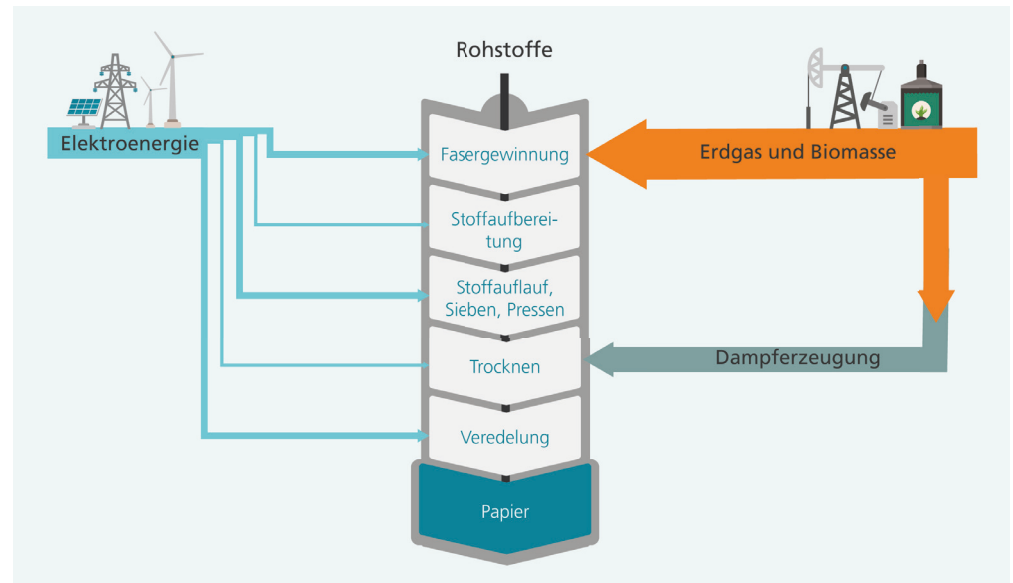 Rohstoffe
Elektroenergie
Fasergewinnung
Erdgas und Biomasse
Stoffaufberei-
tung
Stoffauflauf,
Sieben, Pressen
Trocknen
Dampferzeugung
Veredelung
Papier